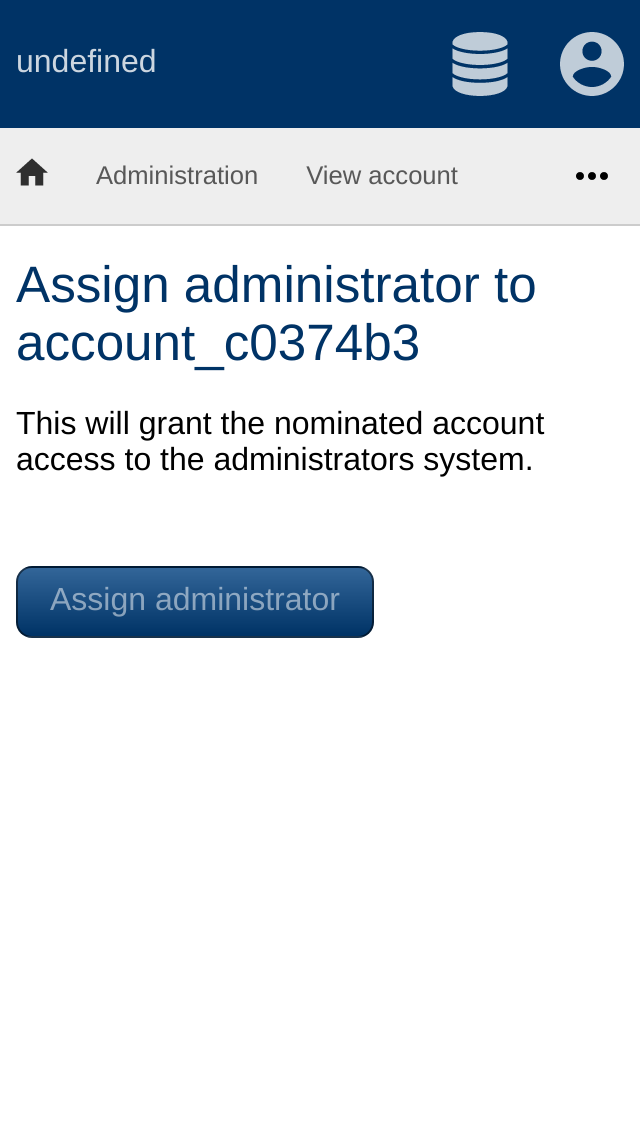 undefined
Administration View account
Assign administrator to
account_c0374b3
This will grant the nominated account
access to the administrators system.
Assign administrator